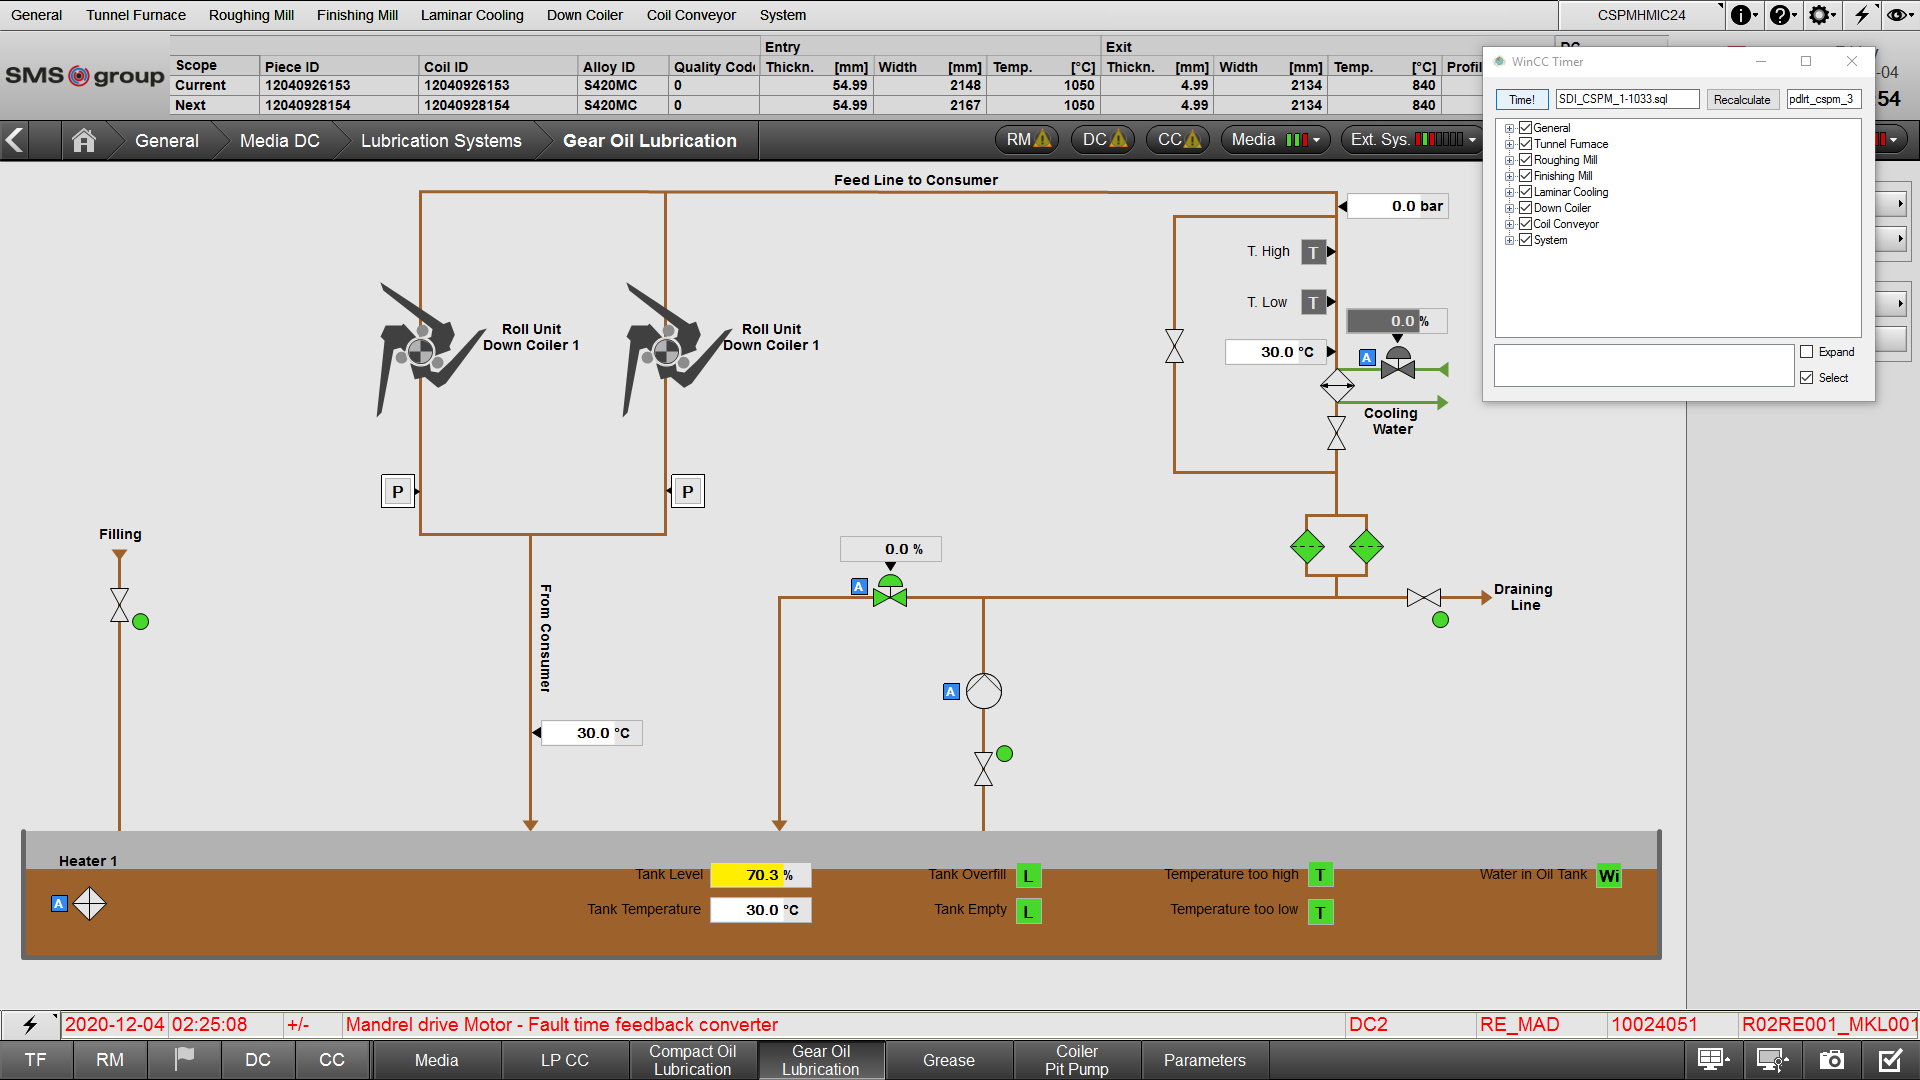 General Tunnel Furnace Roughing Mill Finishing Mill Laminar Cooling Down Coiler Coil Conveyor System CSPMHMIC24
SMS group
Entry Exit
Scope Piece ID Coil ID Alloy ID Quality Code Thickn. [mm] Width [mm] Temp. [°C] Thickn. [mm] Width [mm] Temp. [°C] Profil
Current 12040926153 12040926153 S420MC 0 54.99 2148 1050 4.99 2134 840
Next 12040928154 12040928154 S420MC 0 54.99 2167 1050 4.99 2134 840
-04
54
General Media DC Lubrication Systems Gear Oil Lubrication RM DC CC Media Ext. Sys.
WinCC Timer
Time! SDI_CSPM_1-1033.sql Recalculate pdlrt_cspm_3
General
Tunnel Furnace
Roughing Mill
Finishing Mill
Laminar Cooling
Down Coiler
Coil Conveyor
System
Expand
Select
Feed Line to Consumer
0.0 bar
T. High T
T. Low T
0.0 %
30.0 °C
A
Cooling
Water
Roll Unit
Down Coiler 1
Roll Unit
Down Coiler 1
P P
Filling
From Consumer
0.0 %
A
Draining
Line
A
30.0 °C
Heater 1
A
Tank Level 70.3 %
Tank Temperature 30.0 °C
Tank Overfill L
Tank Empty L
Temperature too high T
Temperature too low T
Water in Oil Tank Wi
2020-12-04 02:25:08 +/- Mandrel drive Motor - Fault time feedback converter DC2 RE_MAD 10024051 R02RE001_MKL001
TF RM DC CC Media LP CC Compact Oil Lubrication Gear Oil Lubrication Grease Coiler Pit Pump Parameters